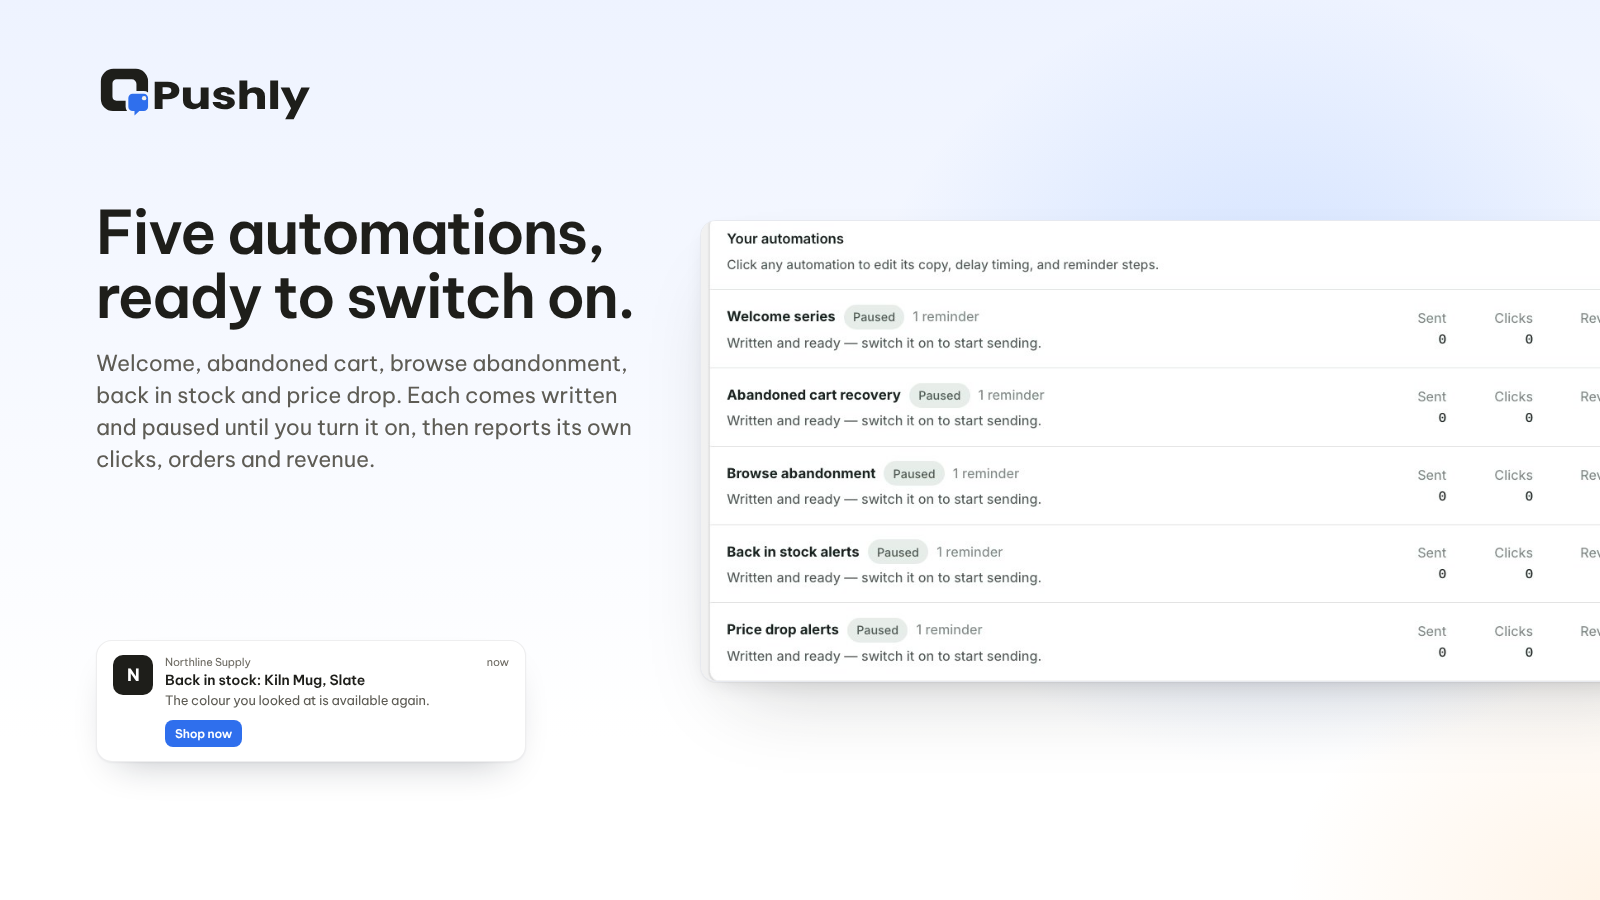 Pushly
Five automations,
ready to switch on.
Welcome, abandoned cart, browse abandonment,
back in stock and price drop. Each comes written
and paused until you turn it on, then reports its own
clicks, orders and revenue.
N
Northline Supply now
Back in stock: Kiln Mug, Slate
The colour you looked at is available again.
Shop now
Your automations
Click any automation to edit its copy, delay timing, and reminder steps.
Welcome series Paused 1 reminder Sent Clicks
Written and ready — switch it on to start sending. 0 0
Abandoned cart recovery Paused 1 reminder Sent Clicks
Written and ready — switch it on to start sending. 0 0
Browse abandonment Paused 1 reminder Sent Clicks
Written and ready — switch it on to start sending. 0 0
Back in stock alerts Paused 1 reminder Sent Clicks
Written and ready — switch it on to start sending. 0 0
Price drop alerts Paused 1 reminder Sent Clicks
Written and ready — switch it on to start sending. 0 0